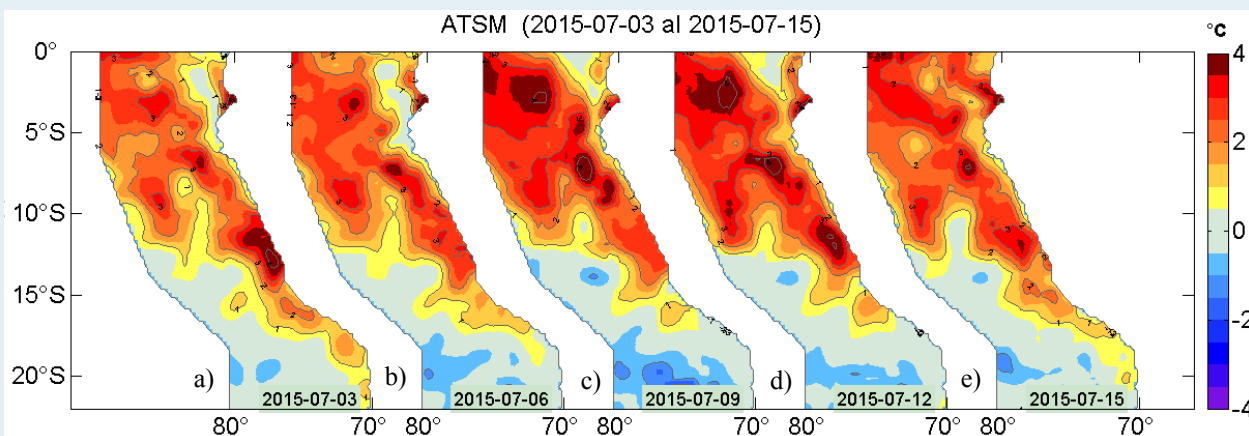 ATSM (2015-07-03 al 2015-07-15)
°C
0°
5°S
10°S
15°S
20°S
a) b) c) d) e)
2015-07-03 2015-07-06 2015-07-09 2015-07-12 2015-07-15
80° 70° 80° 70° 80° 70° 80° 70° 80° 70°
4
2
0
-2
-4